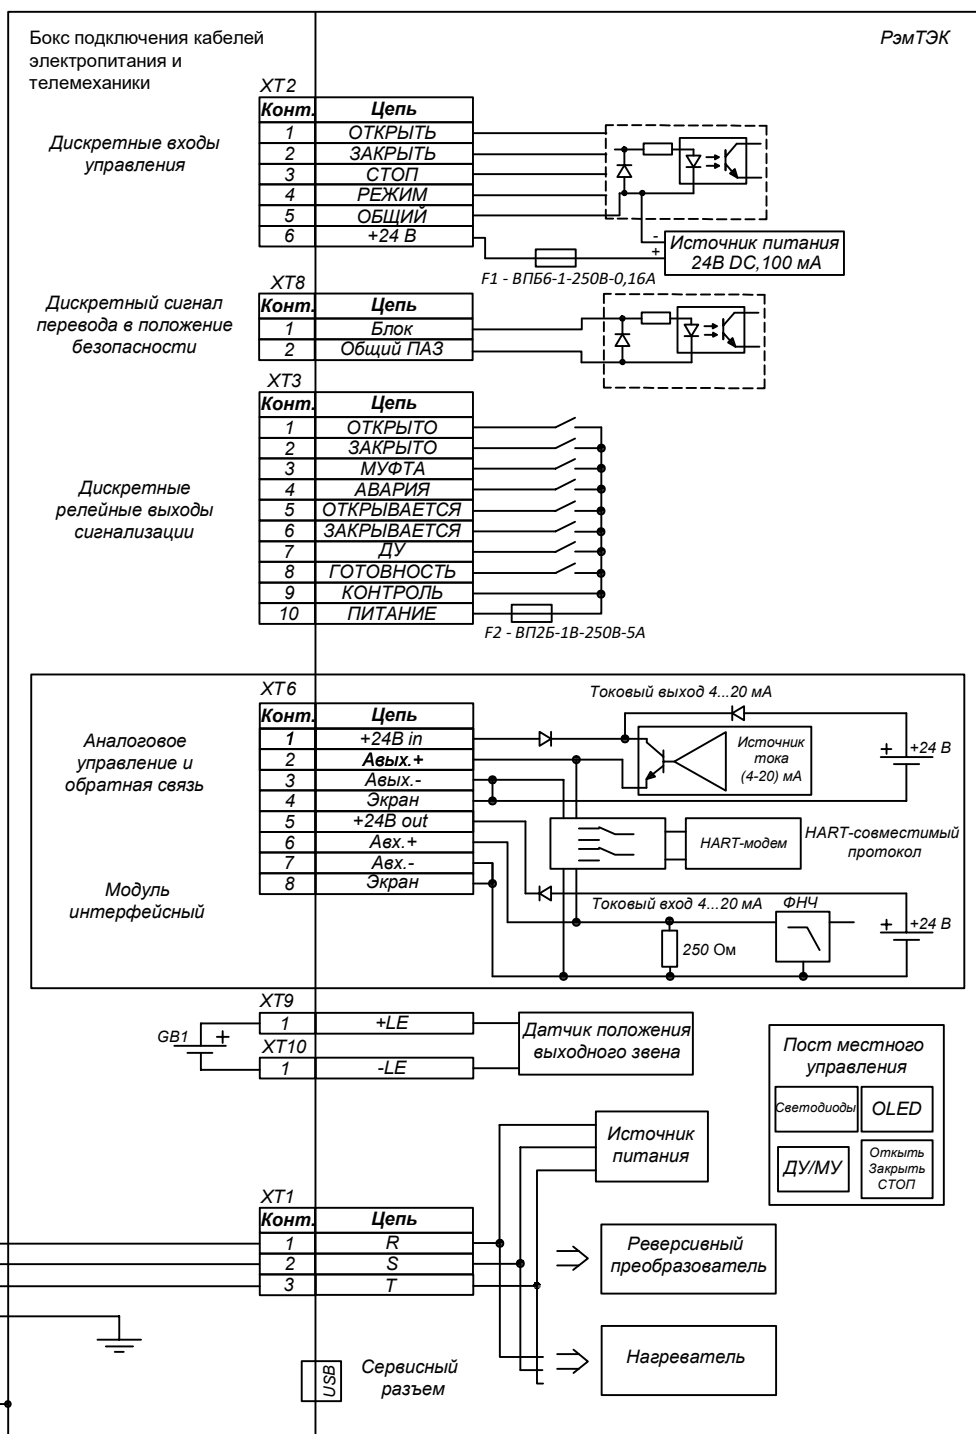 Бокс подключения кабелей
электропитания и
телемеханики
РэмТЭК
XT2
Конт. Цепь
1 ОТКРЫТЬ
2 ЗАКРЫТЬ
3 СТОП
4 РЕЖИМ
5 ОБЩИЙ
6 +24 В
Дискретные входы
управления
-
+
Источник питания
24В DC,100 мА
F1 - ВПБ6-1-250В-0,16А
XT8
Конт. Цепь
1 Блок
2 Общий ПАЗ
Дискретный сигнал
перевода в положение
безопасности
XT3
Конт. Цепь
1 ОТКРЫТО
2 ЗАКРЫТО
3 МУФТА
4 АВАРИЯ
5 ОТКРЫВАЕТСЯ
6 ЗАКРЫВАЕТСЯ
7 ДУ
8 ГОТОВНОСТЬ
9 КОНТРОЛЬ
10 ПИТАНИЕ
Дискретные
релейные выходы
сигнализации
F2 - ВП2Б-1В-250В-5А
XT6
Конт. Цепь
1 +24В in
2 Авых.+
3 Авых.-
4 Экран
5 +24В out
6 Авх.+
7 Авх.-
8 Экран
Аналоговое
управление и
обратная связь
Модуль
интерфейсный
Токовый выход 4...20 мА
Источник
тока
(4-20) мА
+
+24 В
HART-модем
HART-совместимый
протокол
Токовый вход 4...20 мА
ФНЧ
250 Ом
+
+24 В
XT9
1 +LE
XT10
1 -LE
GB1
+
Датчик положения
выходного звена
Пост местного
управления
Светодиоды
OLED
ДУ/МУ
Откыть
Закрыть
СТОП
Источник
питания
XT1
Конт. Цепь
1 R
2 S
3 T
Реверсивный
преобразователь
Нагреватель
USB
Сервисный
разъем